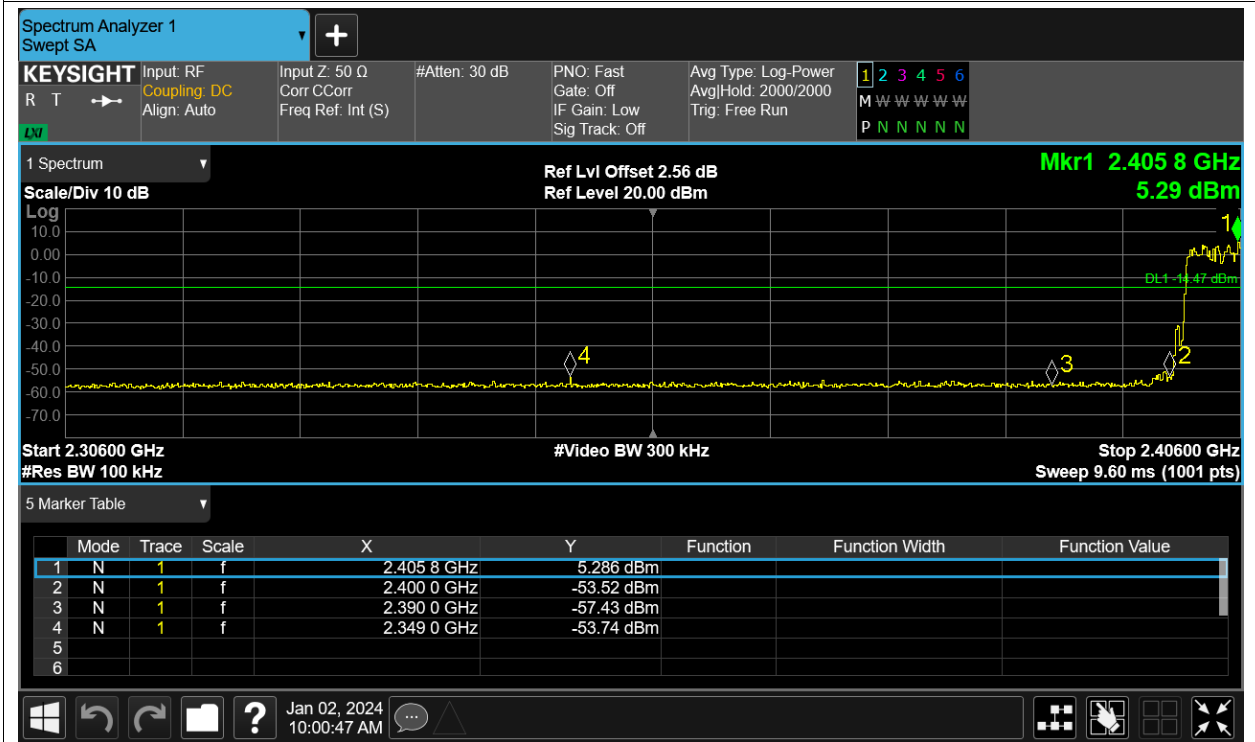 Spectrum Analyzer 1
Swept SA
+
KEYSIGHT Input: RF Input Z: 50 Ω #Atten: 30 dB PNO: Fast Avg Type: Log-Power 1 2 3 4 5 6
R T Coupling: DC Corr CCorr Gate: Off Avg|Hold: 2000/2000 M W W W W W W
Align: Auto Freq Ref: Int (S) IF Gain: Low Trig: Free Run
LXI Sig Track: Off P N N N N N N
1 Spectrum Ref Lvl Offset 2.56 dB Mkr1 2.405 8 GHz
Scale/Div 10 dB Ref Level 20.00 dBm 5.29 dBm
Log
1
10.0
0.00
-10.0
DL1 -14.47 dBm
-20.0
-30.0
-40.0
4 3 2
-50.0
-60.0
-70.0
Start 2.30600 GHz #Video BW 300 kHz Stop 2.40600 GHz
#Res BW 100 kHz Sweep 9.60 ms (1001 pts)
5 Marker Table
Mode Trace Scale X Y Function Function Width Function Value
1 N 1 f 2.405 8 GHz 5.286 dBm
2 N 1 f 2.400 0 GHz -53.52 dBm
3 N 1 f 2.390 0 GHz -57.43 dBm
4 N 1 f 2.349 0 GHz -53.74 dBm
5
6
? Jan 02, 2024
10:00:47 AM